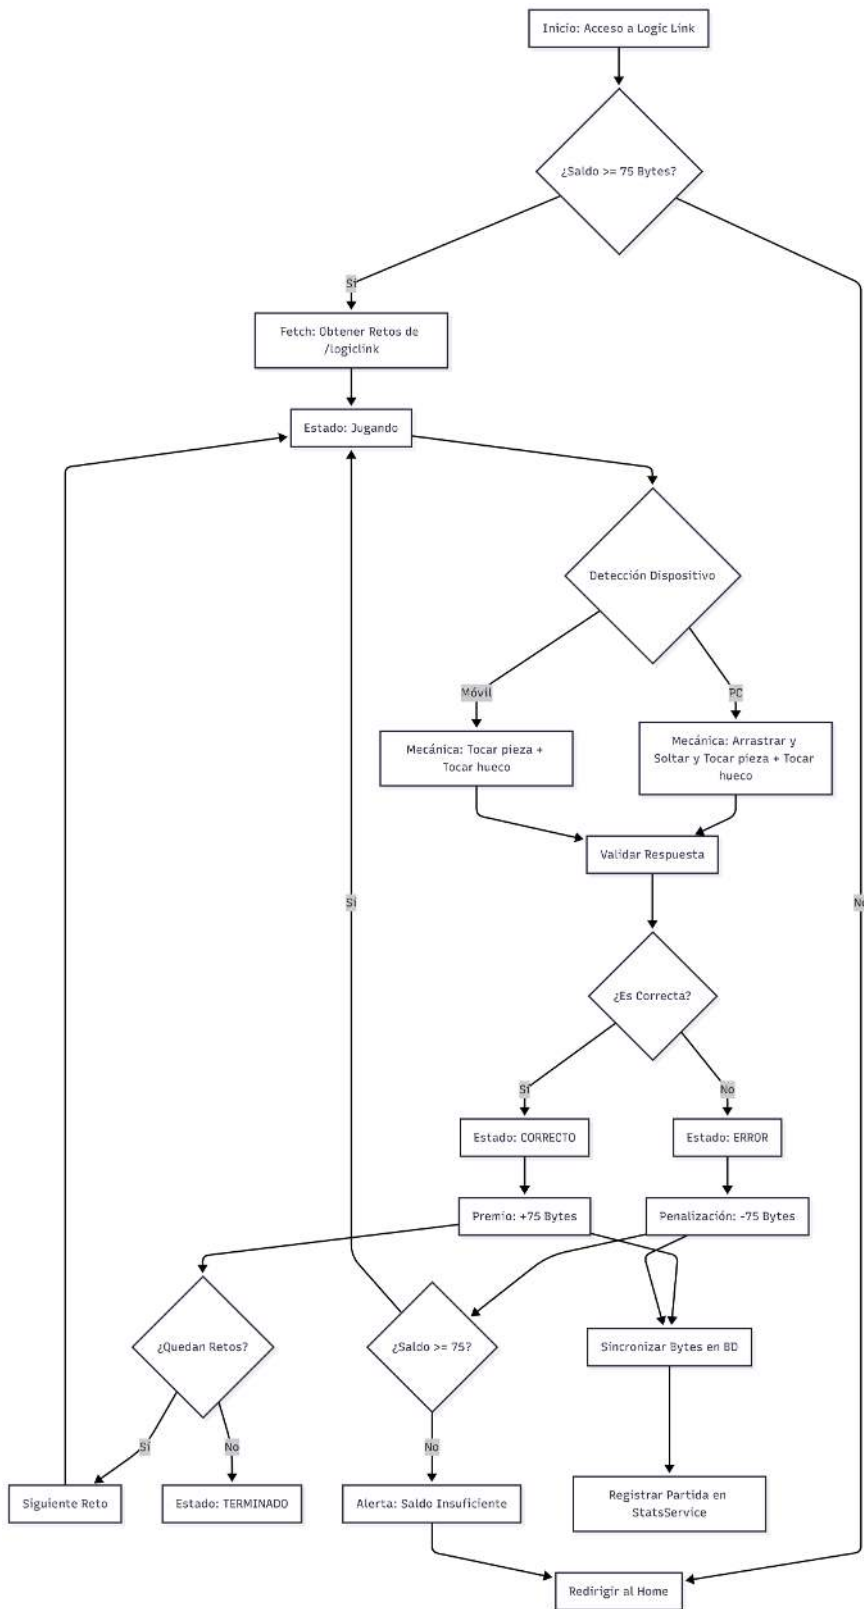 Inicio: Acceso a Logic Link
¿Saldo >= 75 Bytes?
Sí
Fetch: Obtener Retos de
/logiclink
Estado: Jugando
Detección Dispositivo
Móvil
PC
Mecánica: Tocar pieza +
Tocar hueco
Mecánica: Arrastrar y
Soltar y Tocar pieza + Tocar
hueco
Validar Respuesta
Sí
No
¿Es Correcta?
Sí
No
Estado: CORRECTO
Estado: ERROR
Premio: +75 Bytes
Penalización: -75 Bytes
¿Quedan Retos?
¿Saldo >= 75?
Sincronizar Bytes en BD
Sí
No
No
Siguiente Reto
Estado: TERMINADO
Alerta: Saldo Insuficiente
Registrar Partida en
StatsService
Redirigir al Home